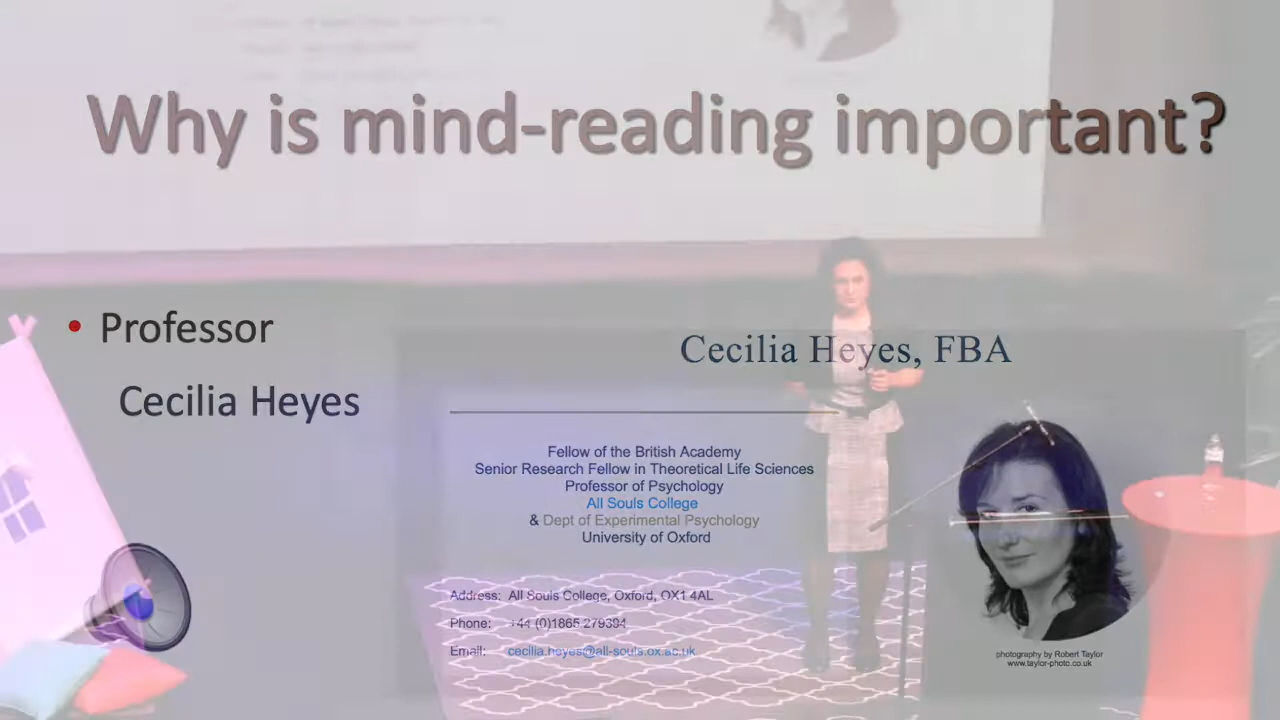 Why is mind-reading important?
• Professor
Cecilia Heyes
Cecilia Heyes, FBA
Fellow of the British Academy
Senior Research Fellow in Theoretical Life Sciences
Professor of Psychology
All Souls College
& Dept of Experimental Psychology
University of Oxford
Address: All Souls College, Oxford, OX1 4AL
Phone: +44 (0)1865 279394
Email: cecilia.heyes@all-souls.ox.ac.uk
photography by Robert Taylor
www.taylor-photo.co.uk